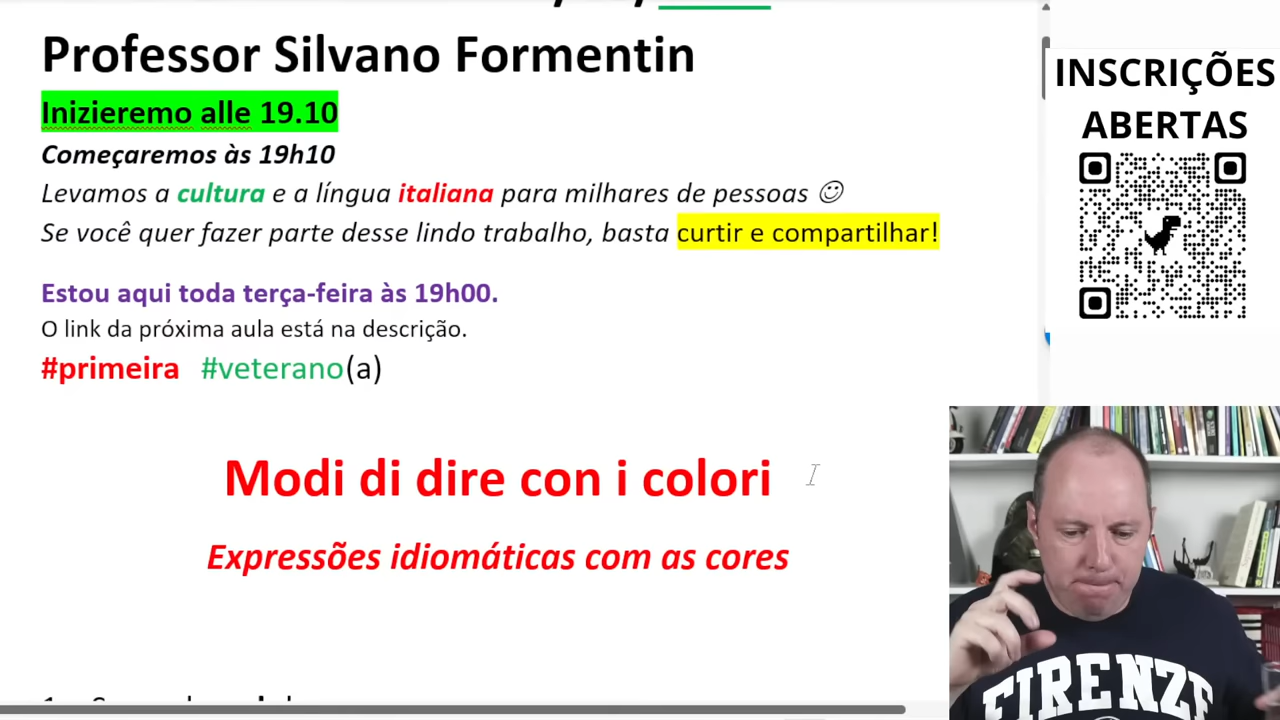 Professor Silvano Formentin
Inizieremo alle 19.10
Começaremos às 19h10
Levamos a cultura e a língua italiana para milhares de pessoas ☺
Se você quer fazer parte desse lindo trabalho, basta curtir e compartilhar!
Estou aqui toda terça-feira às 19h00.
O link da próxima aula está na descrição.
#primeira #veterano(a)
Modi di dire con i colori
Expressões idiomáticas com as cores
INSCRIÇÕES
ABERTAS
FIRENZE